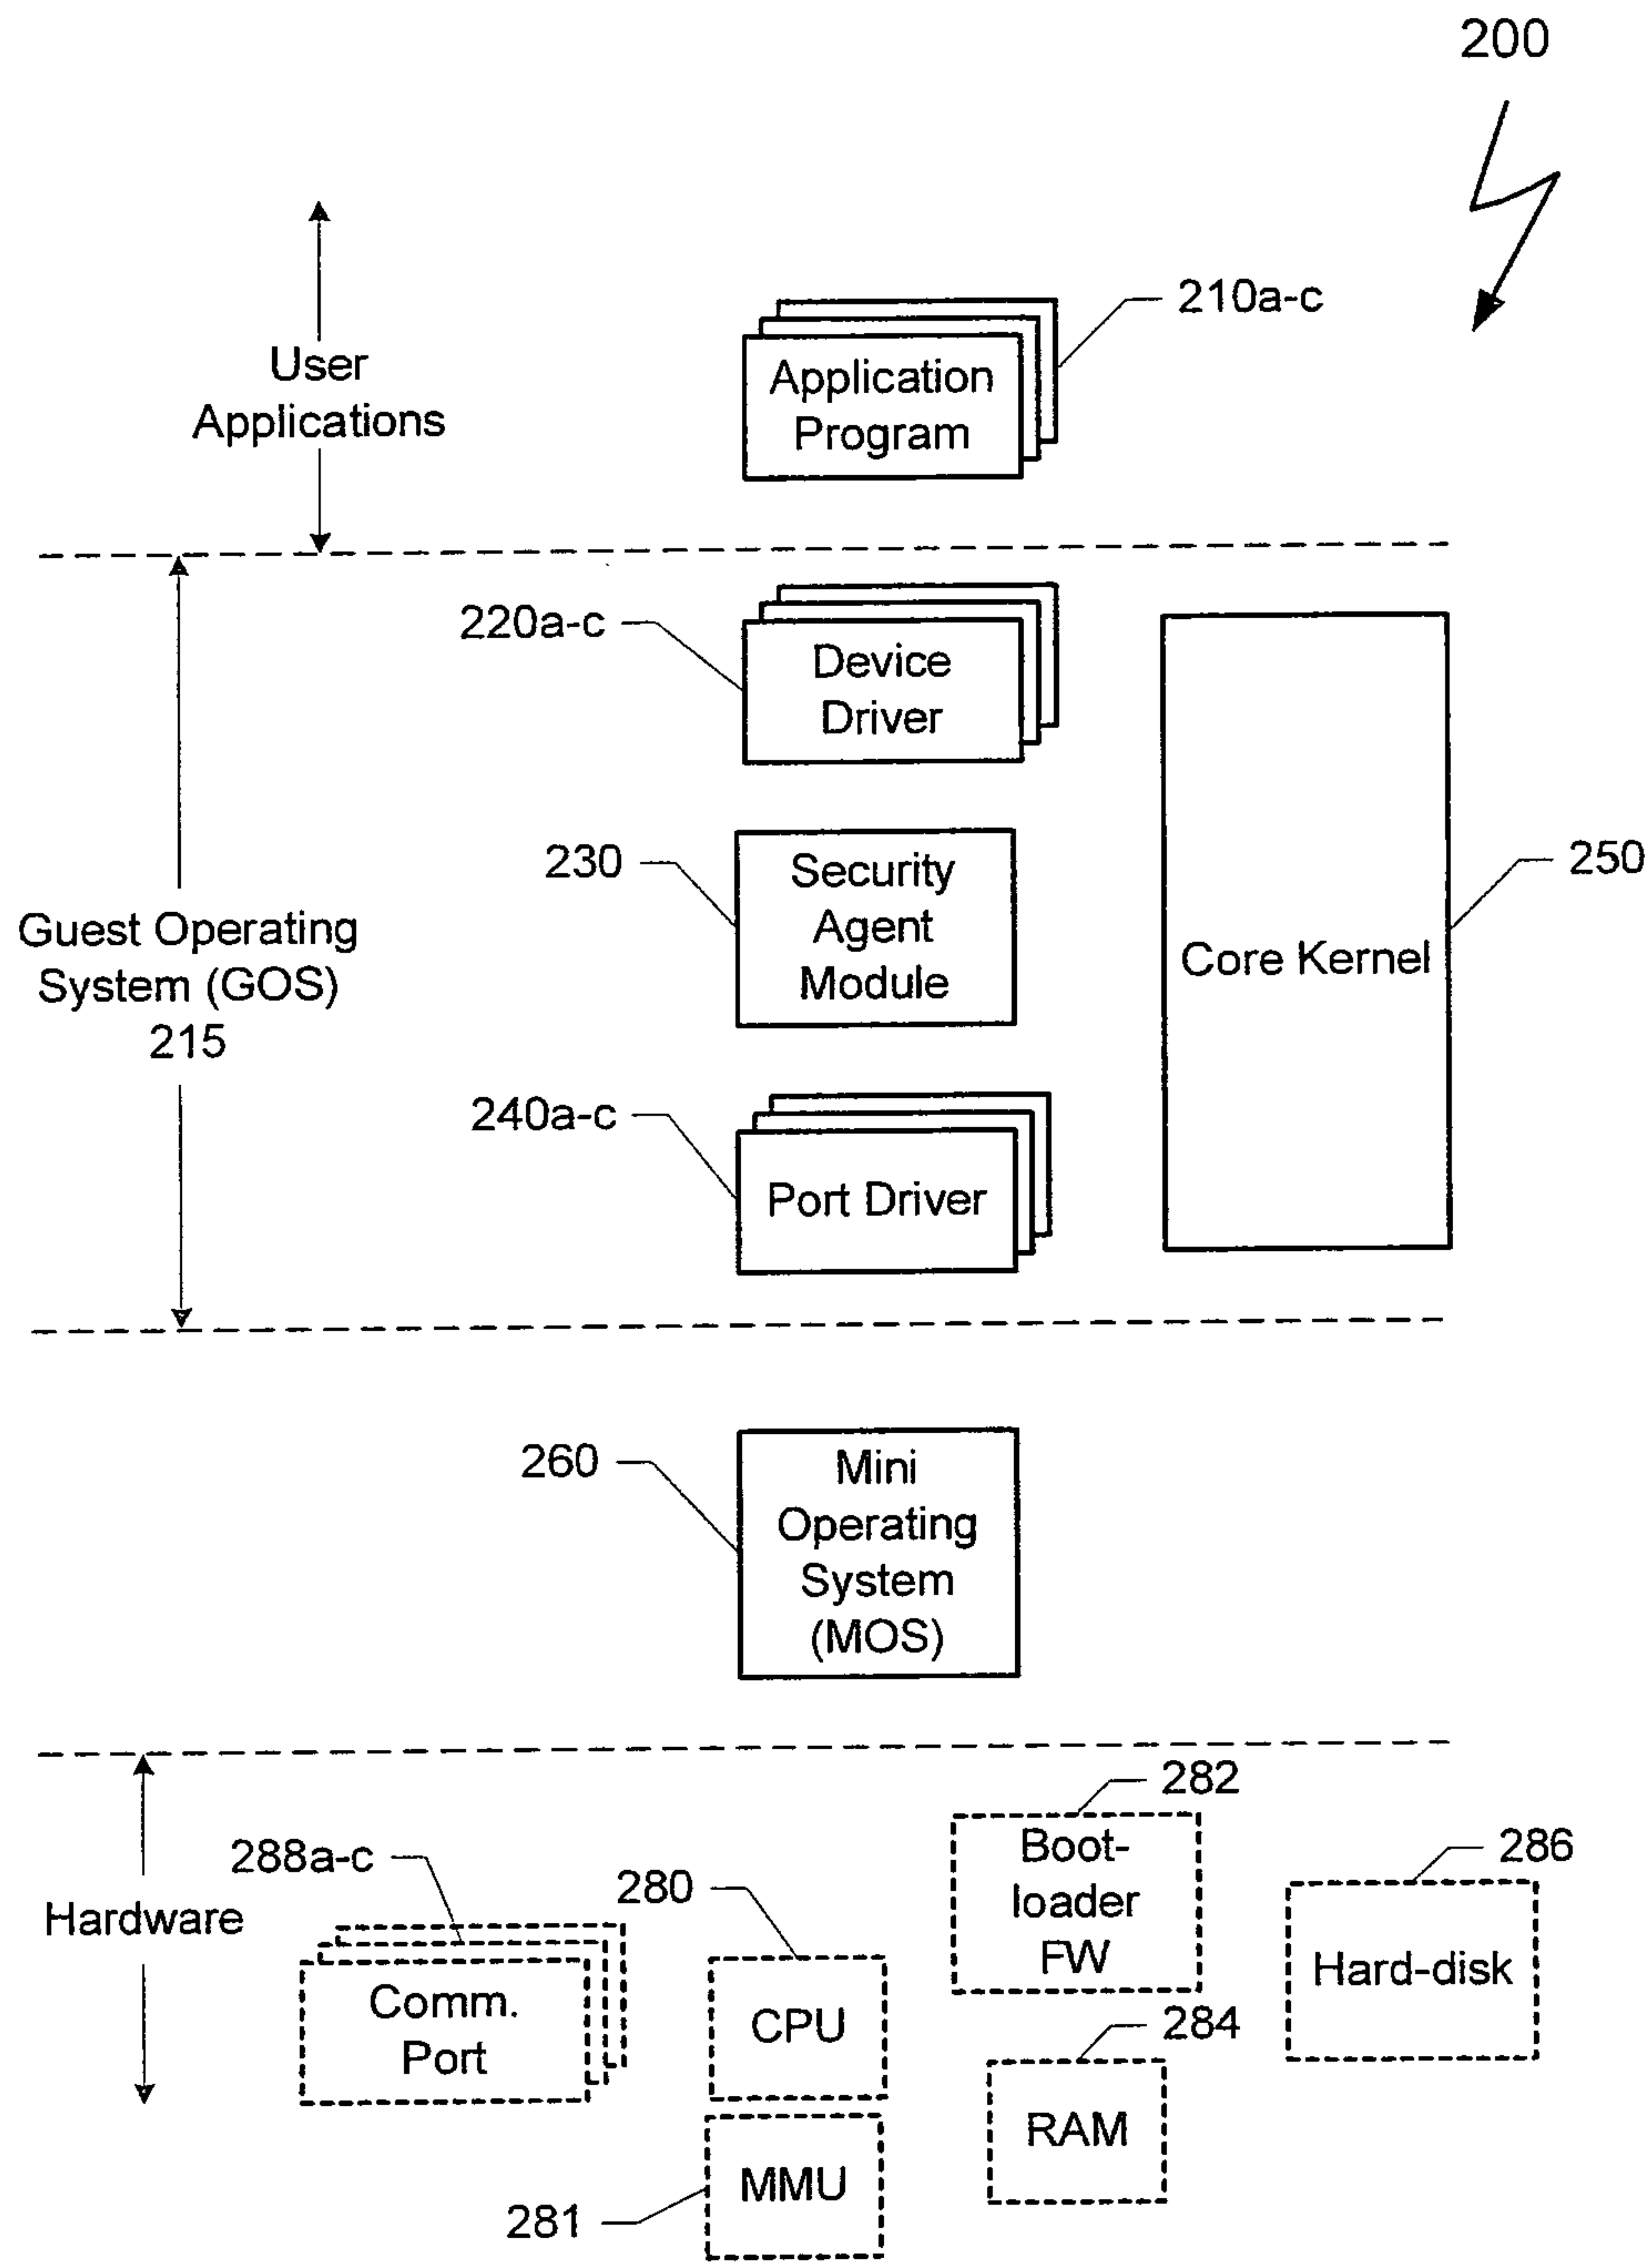 200
210a-c
User
Applications
Application
Program
220a-c
Device
Driver
230
Security
Agent
Module
250
Core Kernel
Guest Operating
System (GOS)
215
240a-c
Port Driver
260
Mini
Operating
System
(MOS)
Hardware
288a-c
Comm.
Port
280
CPU
281
MMU
282
Boot-
loader
FW
284
RAM
286
Hard-disk